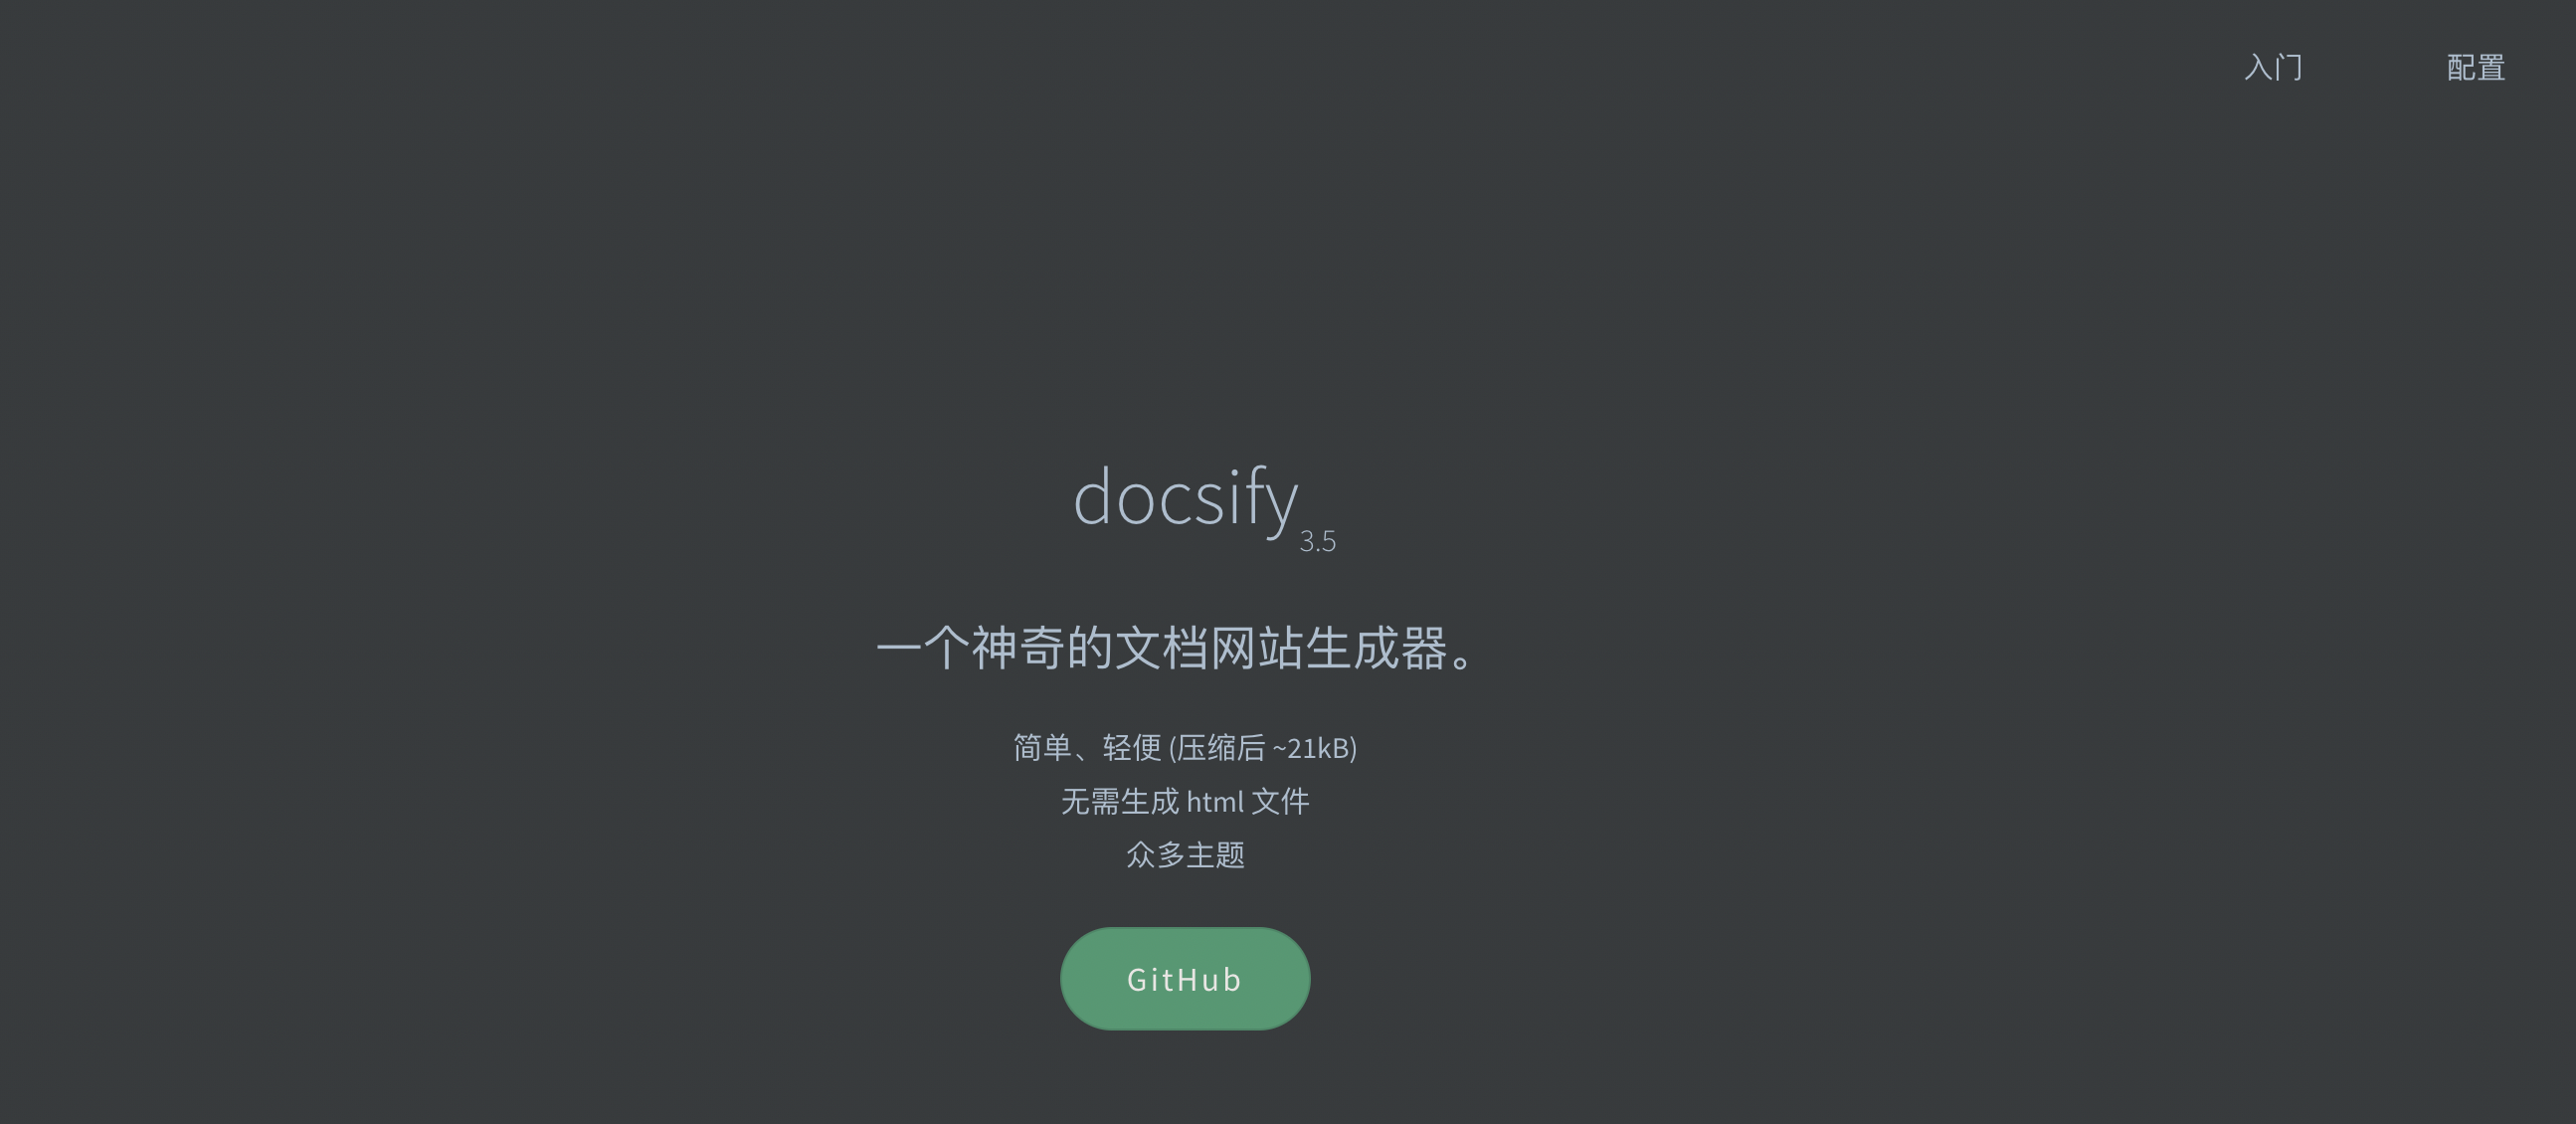 入门 配置
docsify 3.5
一个神奇的文档网站生成器。
简单、轻便 (压缩后 ~21kB)
无需生成 html 文件
众多主题
GitHub